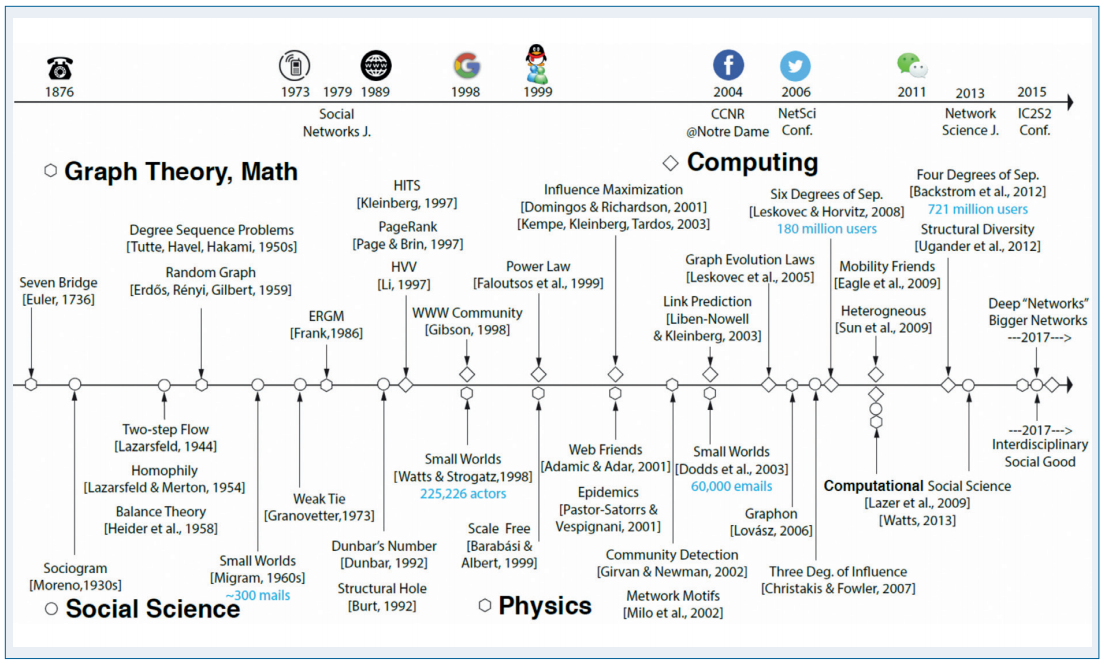 1876
1973
1979
1989
1998
1999
2004
2006
2011
2013
2015
Social
Networks J.
CCNR
@Notre Dame
NetSci
Conf.
Network
Science J.
IC2S2
Conf.
Graph Theory, Math
Computing
Seven Bridge
[Euler, 1736]
Degree Sequence Problems
[Tutte, Havel, Hakami, 1950s]
Random Graph
[Erdős, Rényi, Gilbert, 1959]
ERGM
[Frank,1986]
HITS
[Kleinberg, 1997]
PageRank
[Page & Brin, 1997]
HVV
[Li, 1997]
WWW Community
[Gibson, 1998]
Power Law
[Faloutsos et al., 1999]
Influence Maximization
[Domingos & Richardson, 2001]
[Kempe, Kleinberg, Tardos, 2003]
Link Prediction
[Liben-Nowell
& Kleinberg, 2003]
Graph Evolution Laws
[Leskovec et al., 2005]
Six Degrees of Sep.
[Leskovec & Horvitz, 2008]
180 million users
Mobility Friends
[Eagle et al., 2009]
Heterogneous
[Sun et al., 2009]
Four Degrees of Sep.
[Backstrom et al., 2012]
721 million users
Structural Diversity
[Ugander et al., 2012]
Deep “Networks”
Bigger Networks
---2017--->
Sociogram
[Moreno,1930s]
Two-step Flow
[Lazarsfeld, 1944]
Homophily
[Lazarsfeld & Merton, 1954]
Balance Theory
[Heider et al., 1958]
Small Worlds
[Migram, 1960s]
~300 mails
Weak Tie
[Granovetter,1973]
Dunbar’s Number
[Dunbar, 1992]
Structural Hole
[Burt, 1992]
Small Worlds
[Watts & Strogatz,1998]
225,226 actors
Scale Free
[Barabási &
Albert, 1999]
Web Friends
[Adamic & Adar, 2001]
Epidemics
[Pastor-Satorrs &
Vespignani, 2001]
Community Detection
[Girvan & Newman, 2002]
Metwork Motifs
[Milo et al., 2002]
Small Worlds
[Dodds et al., 2003]
60,000 emails
Graphon
[Lovász, 2006]
Three Deg. of Influence
[Christakis & Fowler, 2007]
Computational Social Science
[Lazer et al., 2009]
[Watts, 2013]
---2017--->
Interdisciplinary
Social Good
Social Science
Physics